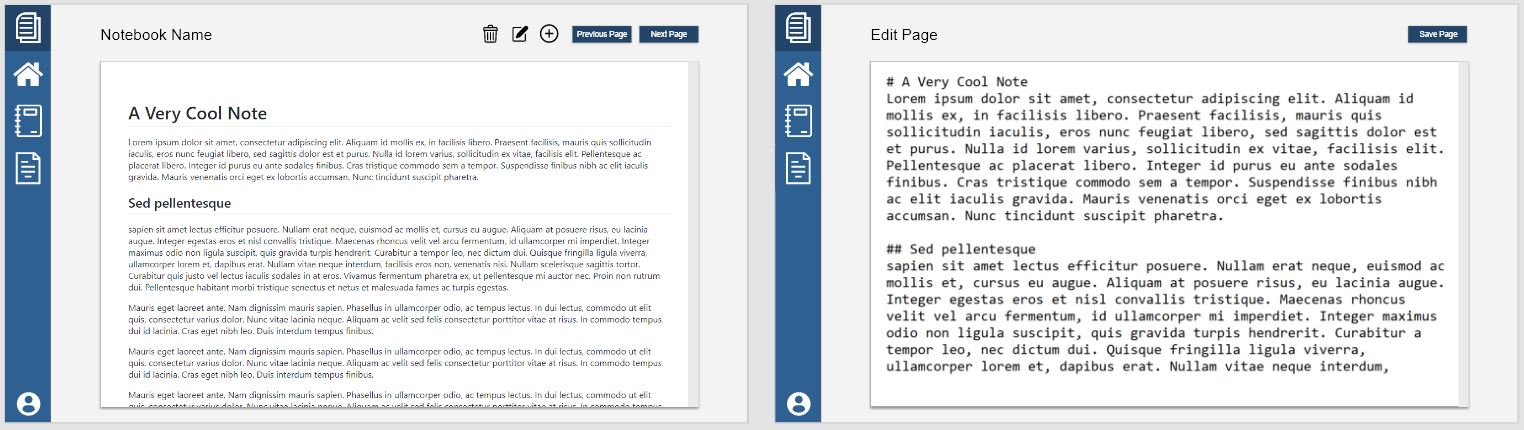 Notebook Name
Previous Page
Next Page
A Very Cool Note
Lorem ipsum dolor sit amet, consectetur adipiscing elit. Aliquam id mollis ex, in facilisis libero. Praesent facilisis, mauris quis sollicitudin
iaculis, eros nunc feugiat libero, sed sagittis dolor est et purus. Nulla id lorem varius, sollicitudin ex vitae, facilisis elit. Pellentesque ac
placerat libero. Integer id purus eu ante sodales finibus. Cras tristique commodo sem a tempor. Suspendisse finibus nibh ac elit iaculis
gravida. Mauris venenatis orci eget ex lobortis accumsan. Nunc tincidunt suscipit pharetra.
Sed pellentesque
sapien sit amet lectus efficitur posuere. Nullam erat neque, euismod ac mollis et, cursus eu augue. Aliquam at posuere risus, eu lacinia
augue. Integer egestas eros et nisl convallis tristique. Maecenas rhoncus velit vel arcu fermentum, id ullamcorper mi imperdiet. Integer
maximus odio non ligula suscipit, quis gravida turpis hendrerit. Curabitur a tempor leo, nec dictum dui. Quisque fringilla ligula viverra,
ullamcorper lorem et, dapibus erat. Nullam vitae neque interdum, facilisis eros non, venenatis nisi. Nullam scelerisque sagittis tortor.
Curabitur quis justo vel lectus iaculis sodales in at eros. Vivamus fermentum pharetra ex, ut pellentesque mi auctor nec. Proin non rutrum
dui. Pellentesque habitant morbi tristique senectus et netus et malesuada fames ac turpis egestas.
Mauris eget laoreet ante. Nam dignissim mauris sapien. Phasellus in ullamcorper odio, ac tempus lectus. In dui lectus, commodo ut elit
quis, consectetur varius dolor. Nunc vitae lacinia neque. Aliquam ac velit sed felis consectetur porttitor vitae at risus. In commodo tempus
dui id lacinia. Cras eget nibh leo. Duis interdum tempus finibus.
Mauris eget laoreet ante. Nam dignissim mauris sapien. Phasellus in ullamcorper odio, ac tempus lectus. In dui lectus, commodo ut elit
quis, consectetur varius dolor. Nunc vitae lacinia neque. Aliquam ac velit sed felis consectetur porttitor vitae at risus. In commodo tempus
dui id lacinia. Cras eget nibh leo. Duis interdum tempus finibus.
Mauris eget laoreet ante. Nam dignissim mauris sapien. Phasellus in ullamcorper odio, ac tempus lectus. In dui lectus, commodo ut elit
Edit Page
Save Page
# A Very Cool Note
Lorem ipsum dolor sit amet, consectetur adipiscing elit. Aliquam id
mollis ex, in facilisis libero. Praesent facilisis, mauris quis
sollicitudin iaculis, eros nunc feugiat libero, sed sagittis dolor est
et purus. Nulla id lorem varius, sollicitudin ex vitae, facilisis elit.
Pellentesque ac placerat libero. Integer id purus eu ante sodales
finibus. Cras tristique commodo sem a tempor. Suspendisse finibus nibh
ac elit iaculis gravida. Mauris venenatis orci eget ex lobortis
accumsan. Nunc tincidunt suscipit pharetra.
## Sed pellentesque
sapien sit amet lectus efficitur posuere. Nullam erat neque, euismod ac
mollis et, cursus eu augue. Aliquam at posuere risus, eu lacinia augue.
Integer egestas eros et nisl convallis tristique. Maecenas rhoncus
velit vel arcu fermentum, id ullamcorper mi imperdiet. Integer maximus
odio non ligula suscipit, quis gravida turpis hendrerit. Curabitur a
tempor leo, nec dictum dui. Quisque fringilla ligula viverra,
ullamcorper lorem et, dapibus erat. Nullam vitae neque interdum,